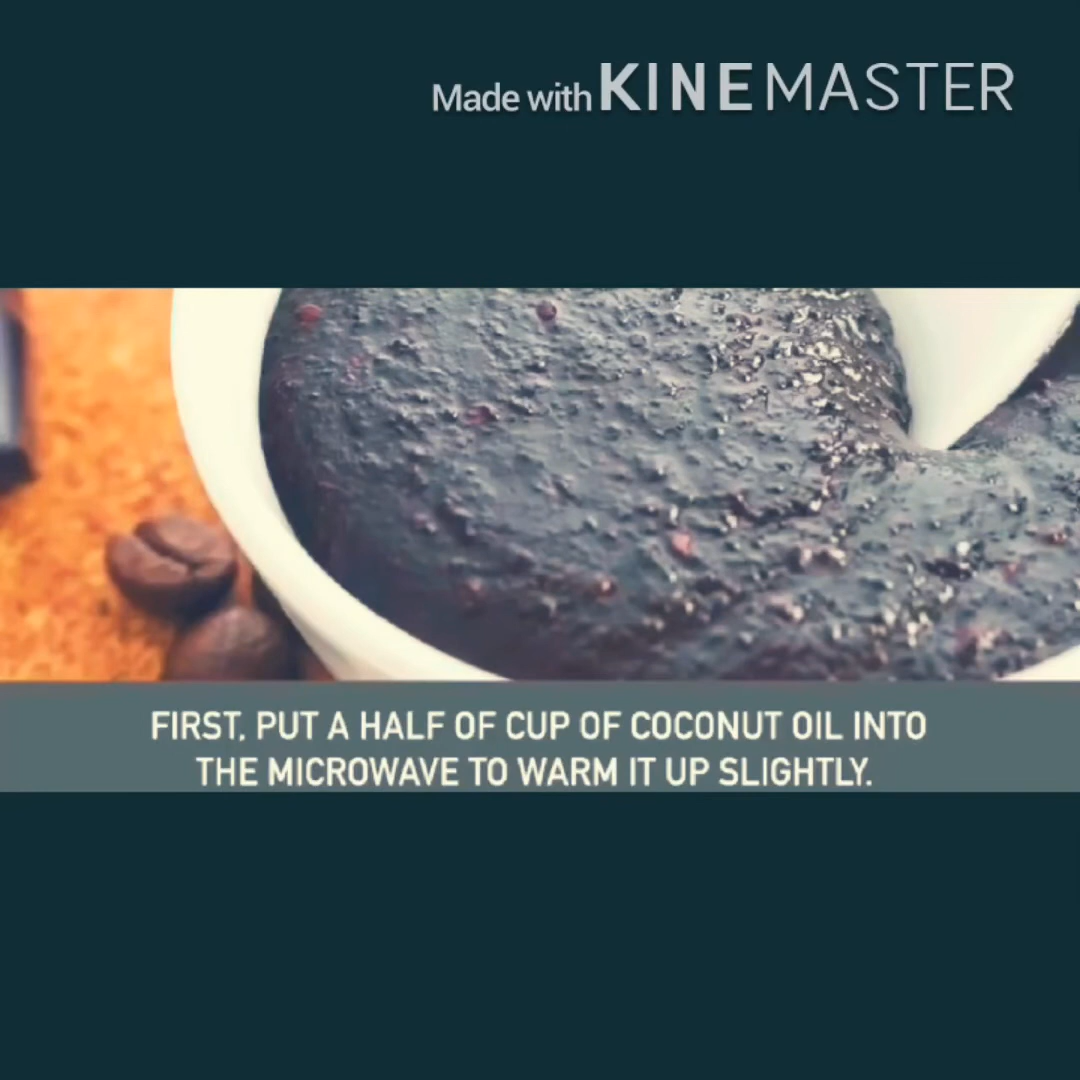 Made with KINEMASTER
FIRST, PUT A HALF OF CUP OF COCONUT OIL INTO
THE MICROWAVE TO WARM IT UP SLIGHTLY.